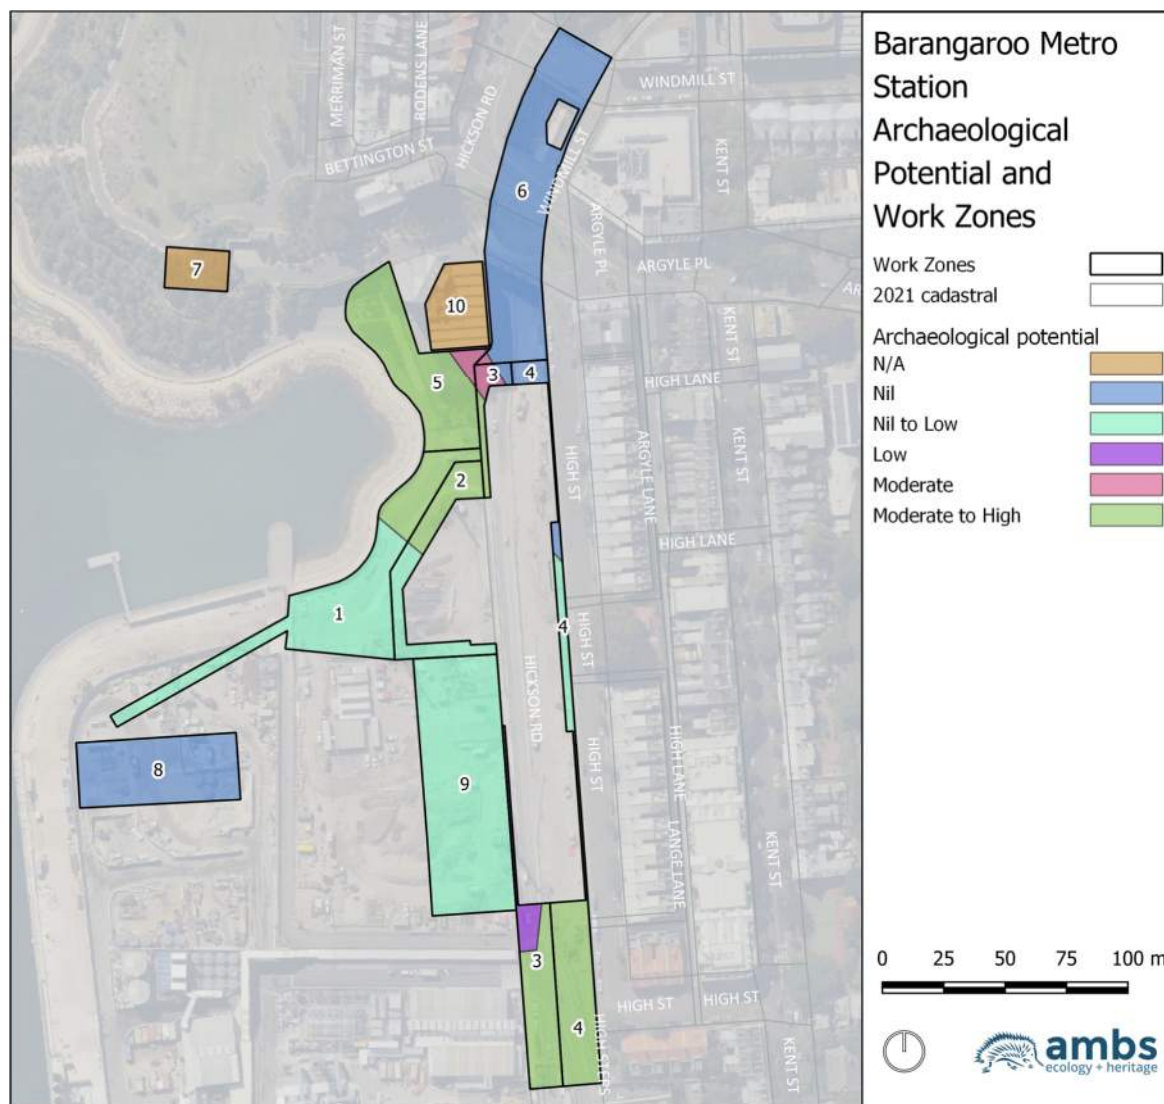 Barangaroo Metro
Station
Archaeological
Potential and
Work Zones
Work Zones
2021 cadastral
Archaeological potential
N/A
Nil
Nil to Low
Low
Moderate
Moderate to High
0 25 50 75 100 m
ambs
ecology + heritage
MERRIMAN ST
RODENS LANE
HICKSON RD
BETTINGTON ST
WINDMILL ST
WINDMILL ST
KENT ST
ARGYLE PL
ARGYLE PL
AR
KENT ST
HIGH LANE
KENT ST
ARGYLE LANE
HIGH ST
HIGH LANE
HIGH ST
HICKSON RD
HIGH ST
HIGH LANE
LANGE LANE
KENT ST
HIGH ST
HIGH ST
HIGH STEPS
KENT ST
6
7
10
5
3
4
2
1
4
8
9
3
4